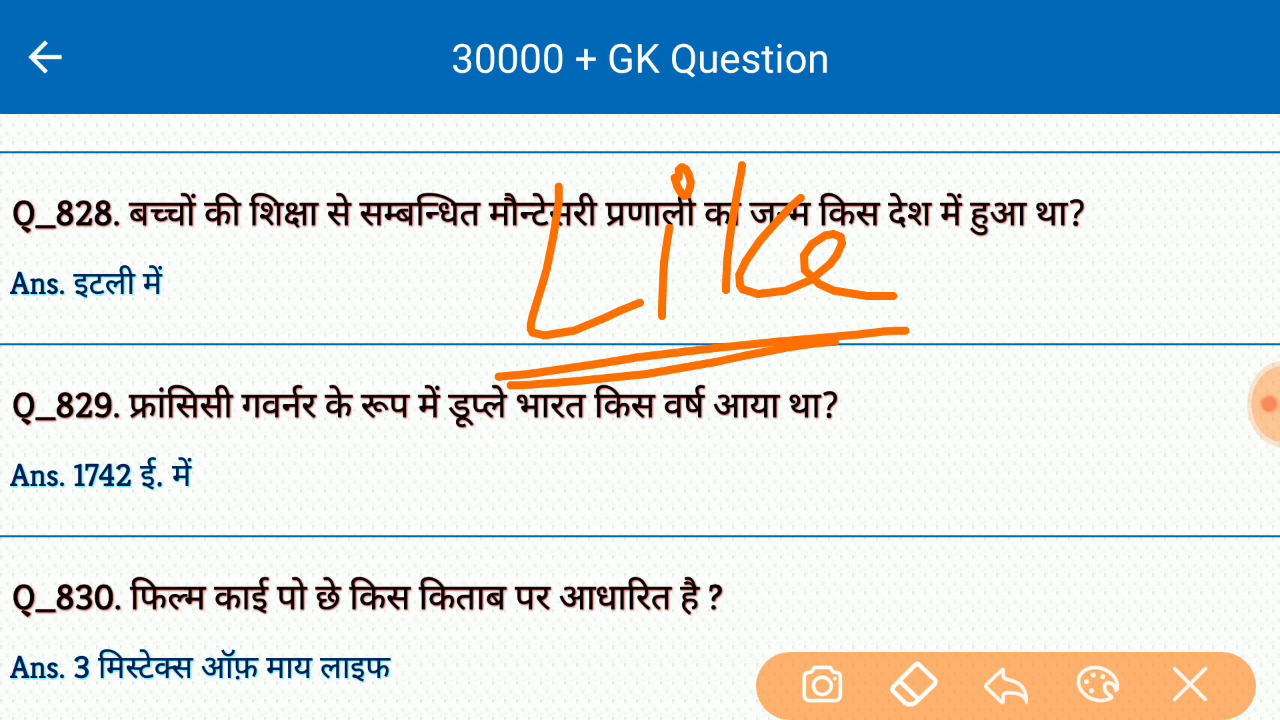 30000 + GK Question
Q_828. बच्चों की शिक्षा से सम्बन्धित मौन्टेसरी प्रणाली का जन्म किस देश में हुआ था?
Like
Ans. इटली में
Q_829. फ्रांसिसी गवर्नर के रूप में डूप्ले भारत किस वर्ष आया था?
Ans. 1742 ई. में
Q_830. फिल्म काई पो छे किस किताब पर आधारित है ?
Ans. 3 मिस्टेक्स ऑफ़ माय लाइफ